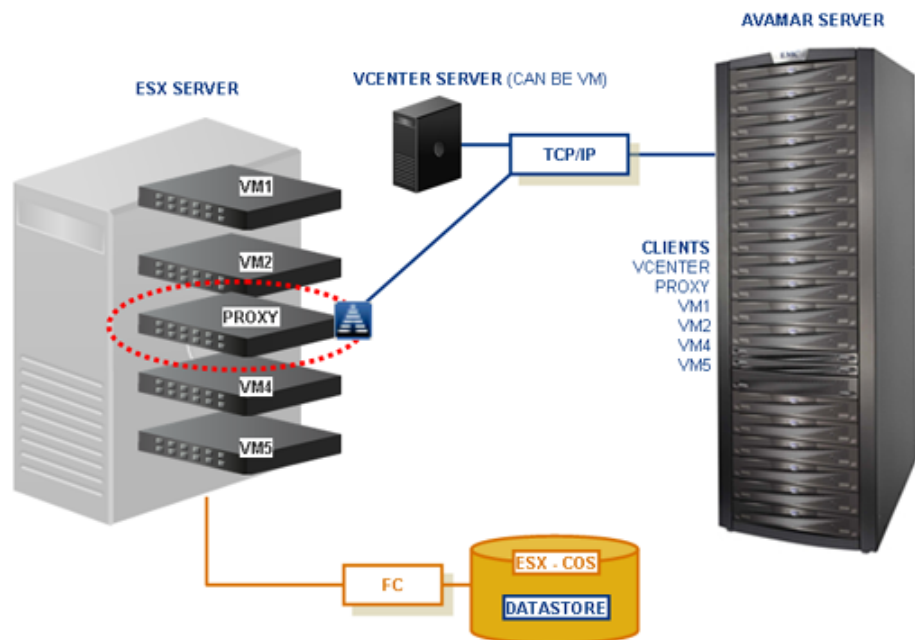 AVAMAR SERVER
EMC
VCENTER SERVER (CAN BE VM)
ESX SERVER
TCP/IP
VM1
VM2
PROXY
VM4
VM5
CLIENTS
VCENTER
PROXY
VM1
VM2
VM4
VM5
FC
ESX - COS
DATASTORE